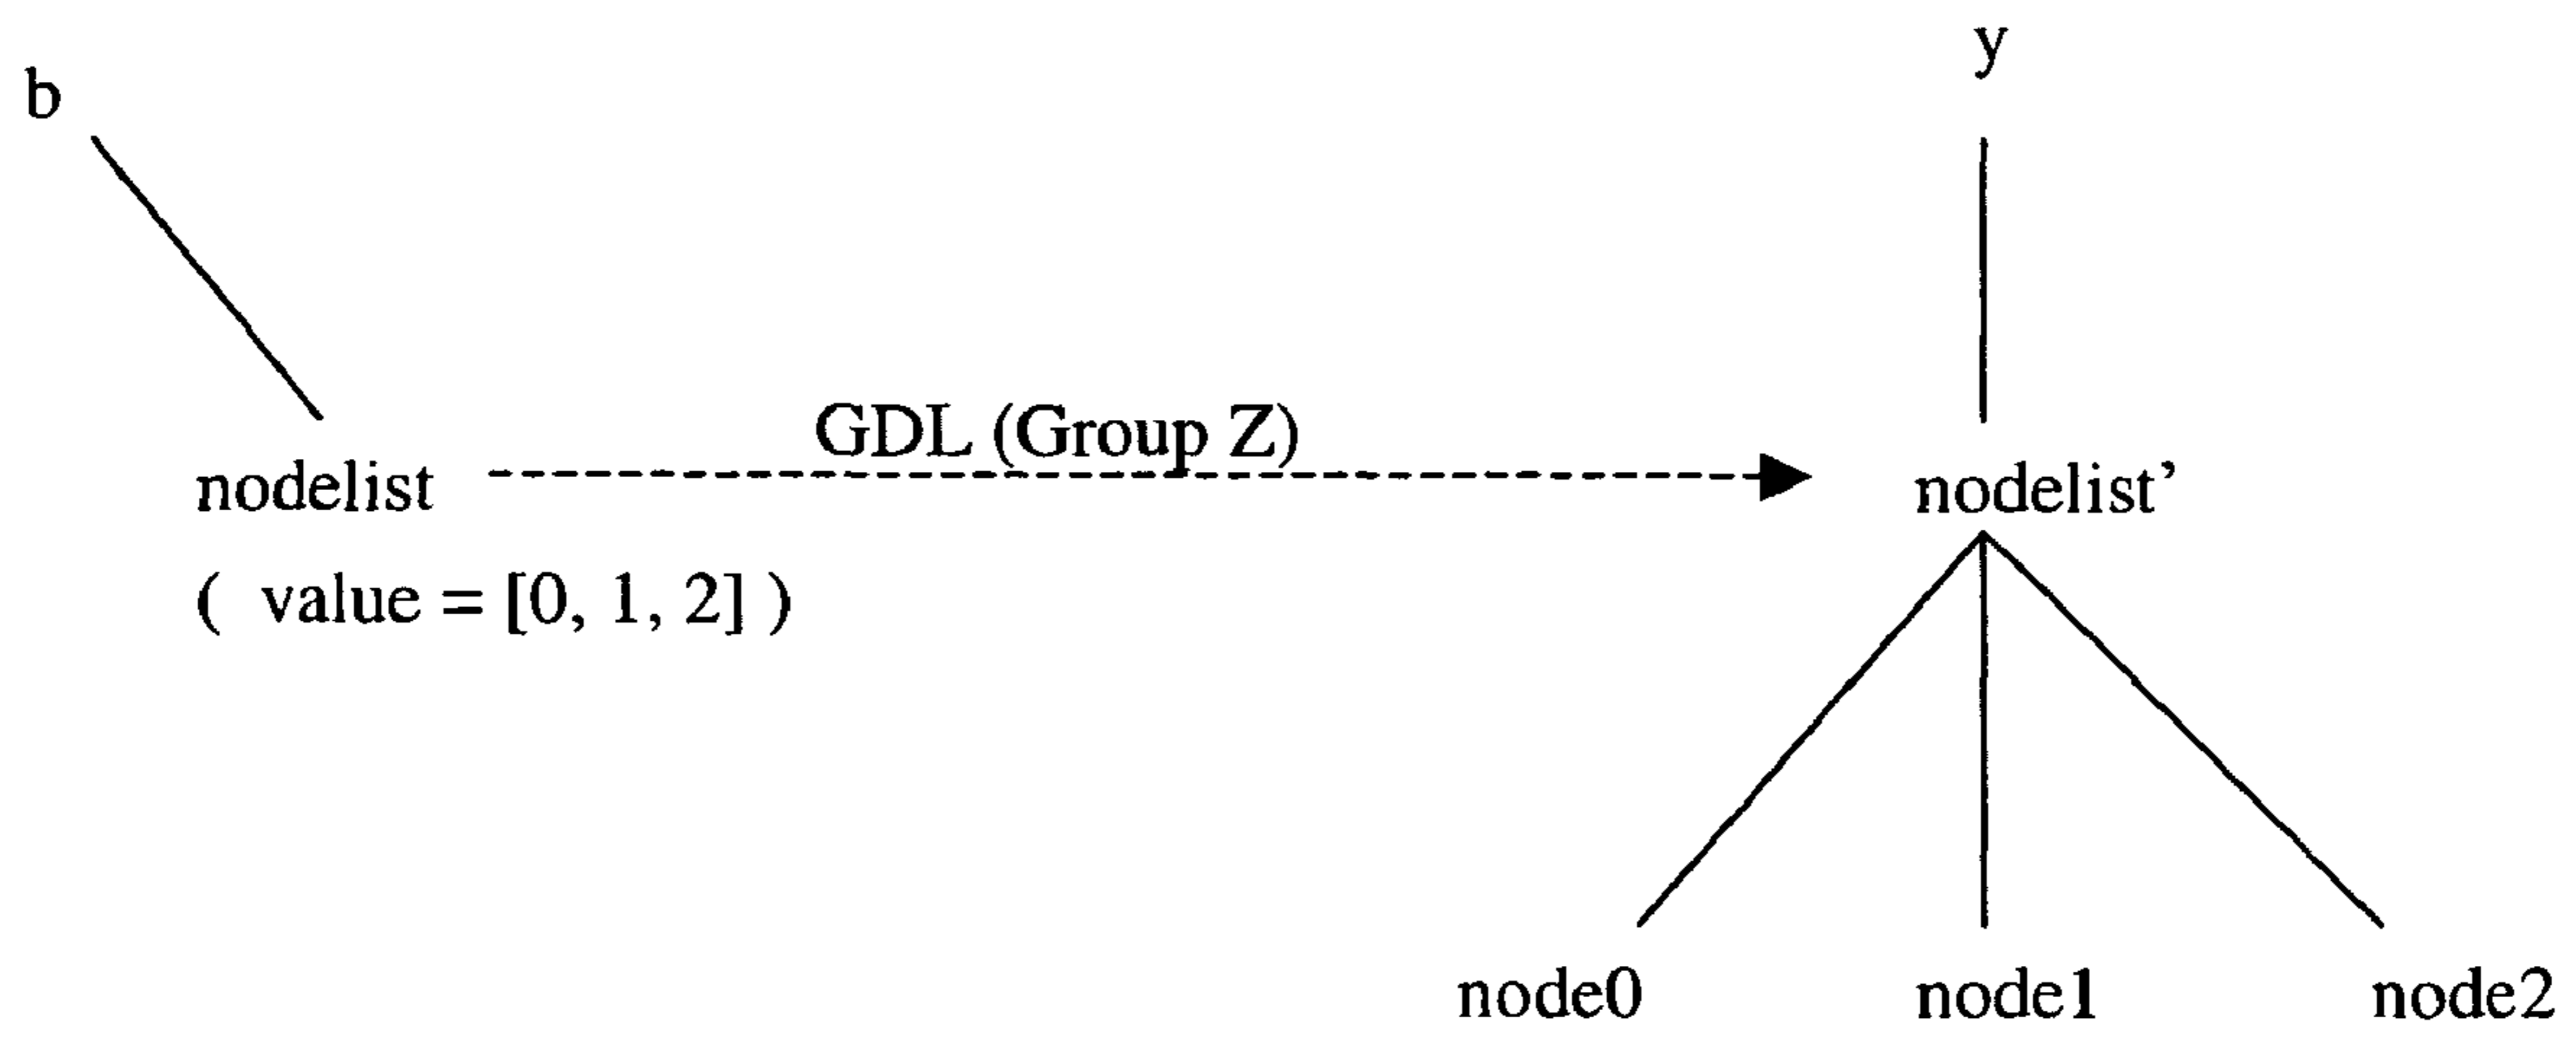 y
b
GDL (Group Z)
nodelist
nodelist’
( value = [0, 1, 2] )
node0
node1
node2